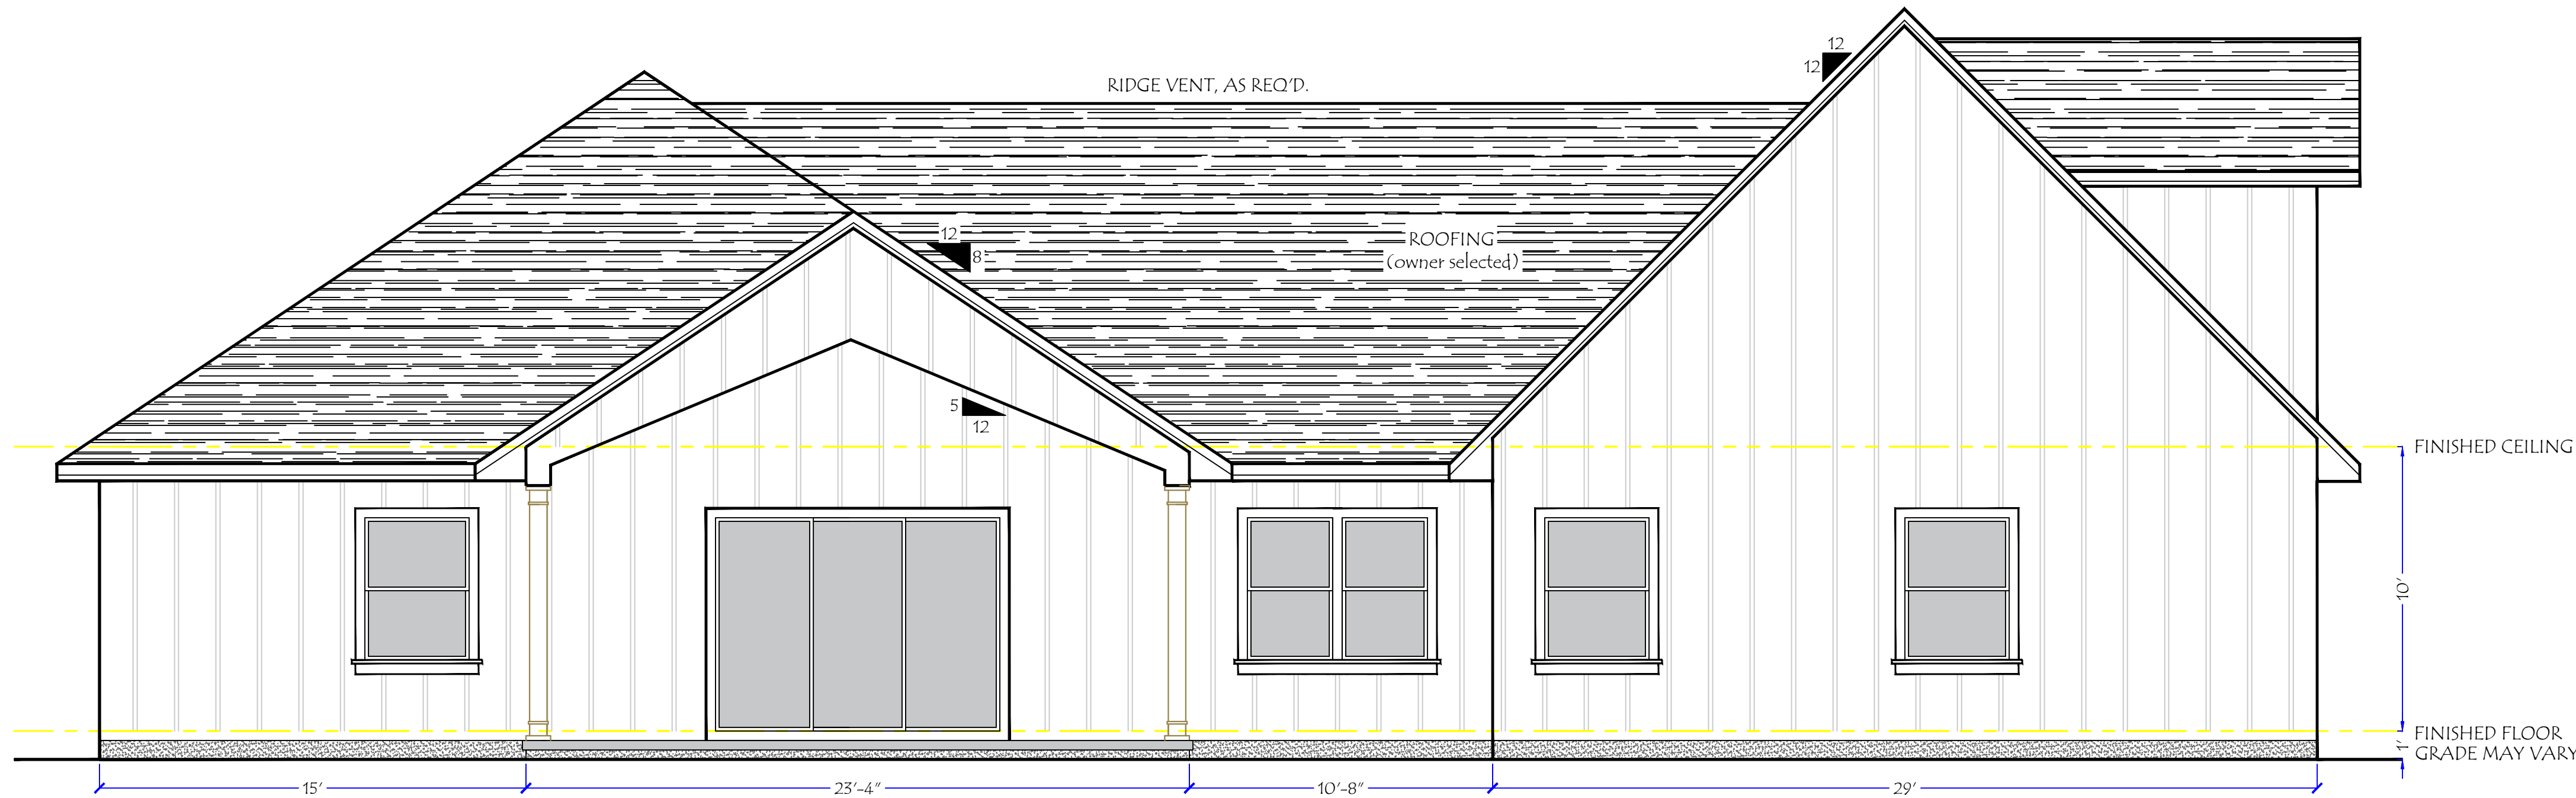 12
12
RIDGE VENT, AS REQ'D.
12
8
ROOFING
(owner selected)
5
12
FINISHED CEILING
10'
FINISHED FLOOR
1'
GRADE MAY VARY
15'
23'-4"
10'-8"
29'